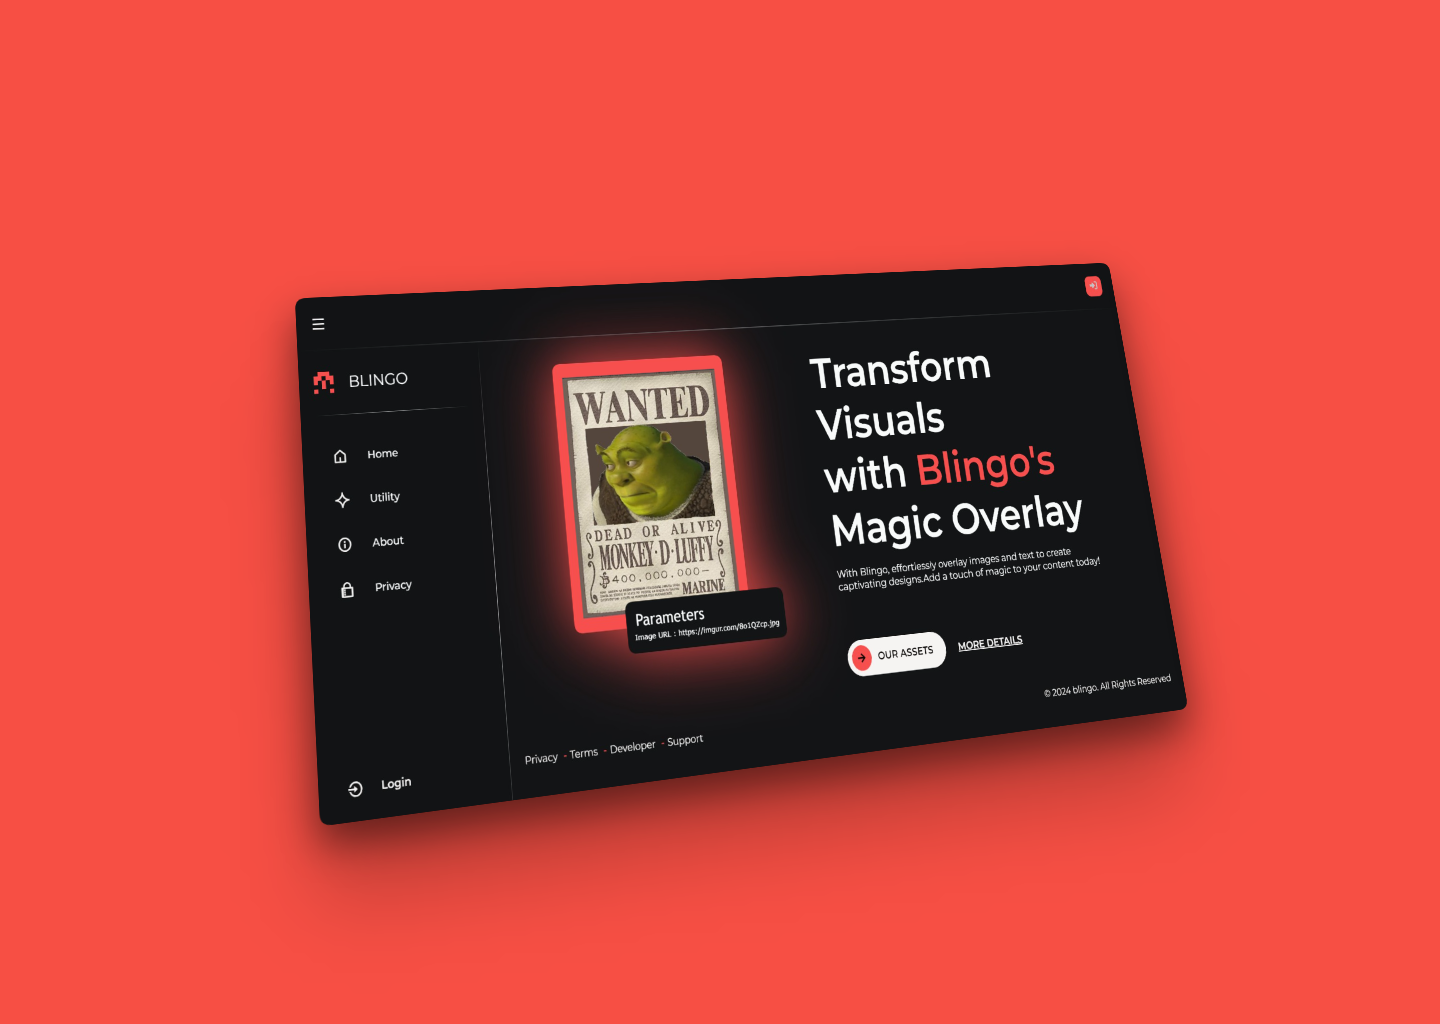 BLINGO
Home
Utility
About
Privacy
Login
WANTED
DEAD OR ALIVE
MONKEY·D·LUFFY
400,000,000-
MARINE
Parameters
Image URL : https://imgur.com/8o1QZcp.jpg
Transform
Visuals
with Blingo's
Magic Overlay
With Blingo, effortlessly overlay images and text to create
captivating designs.Add a touch of magic to your content today!
OUR ASSETS
MORE DETAILS
© 2024 blingo. All Rights Reserved
Privacy - Terms - Developer - Support